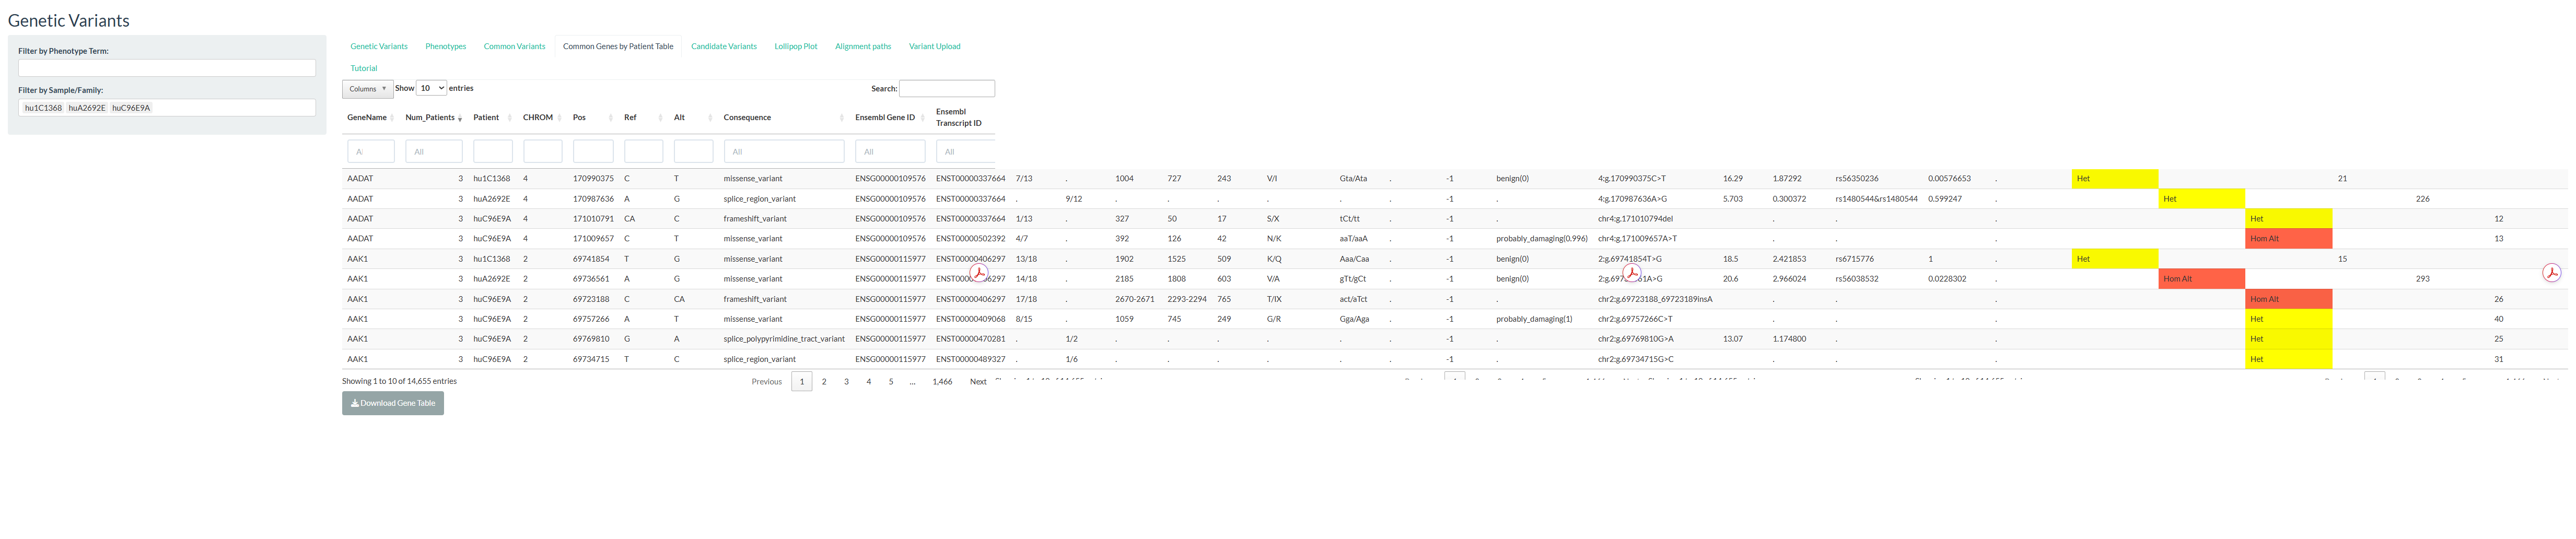 Genetic Variants
Filter by Phenotype Term:
Filter by Sample/Family:
hu1C1368 huA2692E huC96E9A
Genetic Variants Phenotypes Common Variants Common Genes by Patient Table Candidate Variants Lollipop Plot Alignment paths Variant Upload
Tutorial
Columns Show 10 entries Search:
GeneName Num_Patients Patient CHROM Pos Ref Alt Consequence Ensembl Gene ID Ensembl Transcript ID
All All All All
AADAT 3 hu1C1368 4 170990375 C T missense_variant ENSG00000109576 ENST00000337664 7/13 . 1004 727 243 V/I Gta/Ata . -1 benign(0) 4:g.170990375C>T 16.29 1.87292 rs56350236 0.00576653 . Het 21
AADAT 3 huA2692E 4 170987636 A G splice_region_variant ENSG00000109576 ENST00000337664 . 9/12 . . . . . . -1 . 4:g.170987636A>G 5.703 0.300372 rs1480544&rs1480544 0.599247 . Het 226
AADAT 3 huC96E9A 4 171010791 CA C frameshift_variant ENSG00000109576 ENST00000337664 1/13 . 327 50 17 S/X tCt/tt . -1 . chr4:g.171010794del . . . Het 12
AADAT 3 huC96E9A 4 171009657 C T missense_variant ENSG00000109576 ENST00000502392 4/7 . 392 126 42 N/K aaT/aaA . -1 probably_damaging(0.996) chr4:g.171009657A>T . . . Hom Alt 13
AAK1 3 hu1C1368 2 69741854 T G missense_variant ENSG00000115977 ENST00000406297 13/18 . 1902 1525 509 K/Q Aaa/Caa . -1 benign(0) 2:g.69741854T>G 18.5 2.421853 rs6715776 1 . Het 15
AAK1 3 huA2692E 2 69736561 A G missense_variant ENSG00000115977 14/18 . 2185 1808 603 V/A gTt/gCt . -1 benign(0) 20.6 2.966024 rs56038532 0.0228302 . Hom Alt 293
AAK1 3 huC96E9A 2 69723188 C CA frameshift_variant ENSG00000115977 ENST00000406297 17/18 . 2670-2671 2293-2294 765 T/IX act/aTct . -1 . chr2:g.69723188_69723189insA . . . Hom Alt 26
AAK1 3 huC96E9A 2 69757266 A T missense_variant ENSG00000115977 ENST00000409068 8/15 . 1059 745 249 G/R Gga/Aga . -1 probably_damaging(1) chr2:g.69757266C>T . . . Het 40
AAK1 3 huC96E9A 2 69769810 G A splice_polypyrimidine_tract_variant ENSG00000115977 ENST00000470281 . 1/2 . . . . . . -1 . chr2:g.69769810G>A 13.07 1.174800 . . Het 25
AAK1 3 huC96E9A 2 69734715 T C splice_region_variant ENSG00000115977 ENST00000489327 . 1/6 . . . . . . -1 . chr2:g.69734715G>C . . . Het 31
Showing 1 to 10 of 14,655 entries Previous 1 2 3 4 5 ... 1,466 Next
Download Gene Table